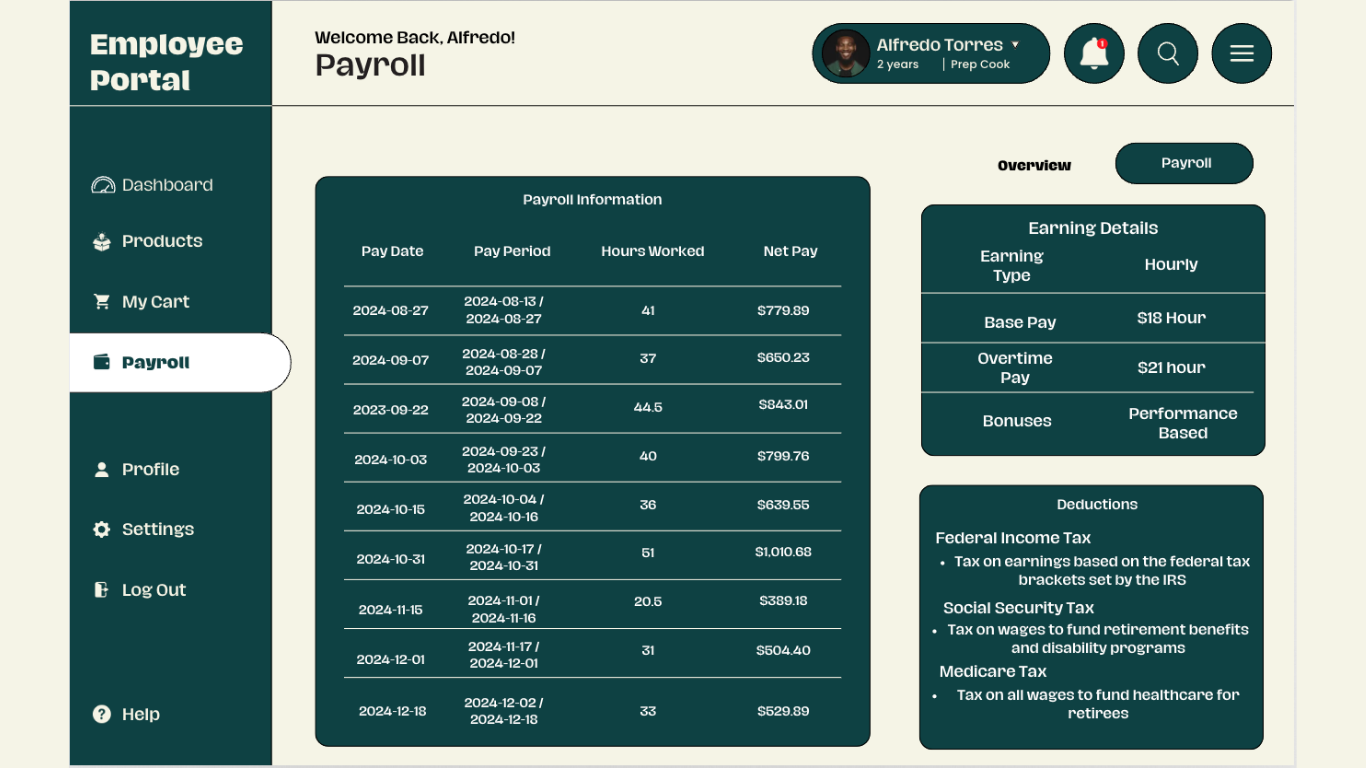 Employee
Portal
Welcome Back, Alfredo!
Payroll
Alfredo Torres
2 years | Prep Cook
1
Dashboard
Products
My Cart
Payroll
Profile
Settings
Log Out
? Help
Overview
Payroll
Payroll Information
Pay Date Pay Period Hours Worked Net Pay
2024-08-27 2024-08-13 / 2024-08-27 41 $779.89
2024-09-07 2024-08-28 / 2024-09-07 37 $650.23
2023-09-22 2024-09-08 / 2024-09-22 44.5 $843.01
2024-10-03 2024-09-23 / 2024-10-03 40 $799.76
2024-10-15 2024-10-04 / 2024-10-16 36 $639.55
2024-10-31 2024-10-17 / 2024-10-31 51 $1,010.68
2024-11-15 2024-11-01 / 2024-11-16 20.5 $389.18
2024-12-01 2024-11-17 / 2024-12-01 31 $504.40
2024-12-18 2024-12-02 / 2024-12-18 33 $529.89
Earning Details
Earning Type Hourly
Base Pay $18 Hour
Overtime Pay $21 hour
Bonuses Performance Based
Deductions
Federal Income Tax
• Tax on earnings based on the federal tax
brackets set by the IRS
Social Security Tax
• Tax on wages to fund retirement benefits
and disability programs
Medicare Tax
• Tax on all wages to fund healthcare for
retirees